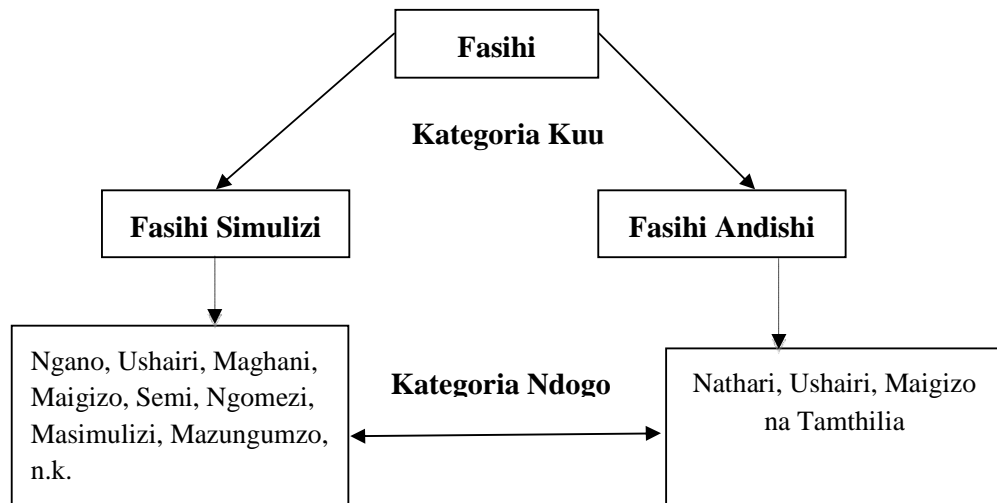 Fasihi
Kategoria Kuu
Fasihi Simulizi
Fasihi Andishi
Ngano, Ushairi, Maghani,
Maigizo, Semi, Ngomezi,
Masimulizi, Mazungumzo,
n.k.
Kategoria Ndogo
Nathari, Ushairi, Maigizo
na Tamthilia